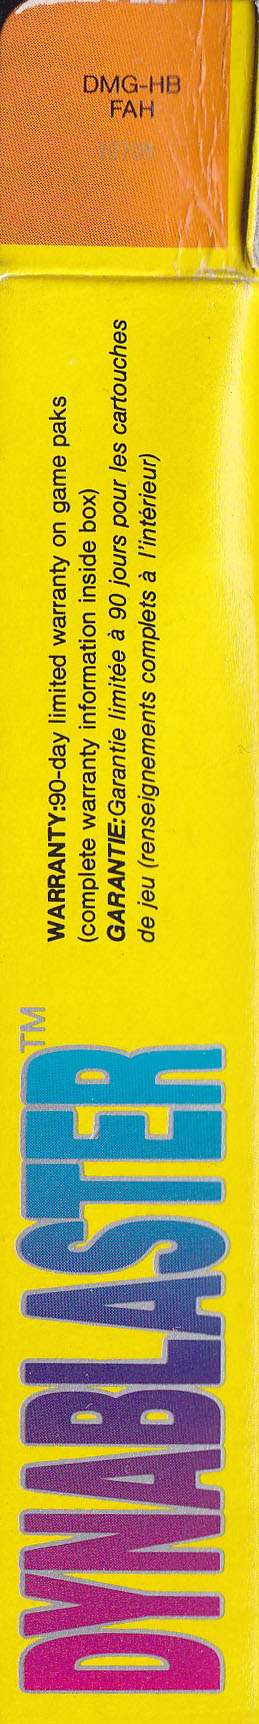 DMG-HB
FAH
WARRANTY:90-day limited warranty on game paks
(complete warranty information inside box)
GARANTIE:Garantie limitée à 90 jours pour les cartouches
de jeu (renseignements complets à l'intérieur)
DYNABLASTER™